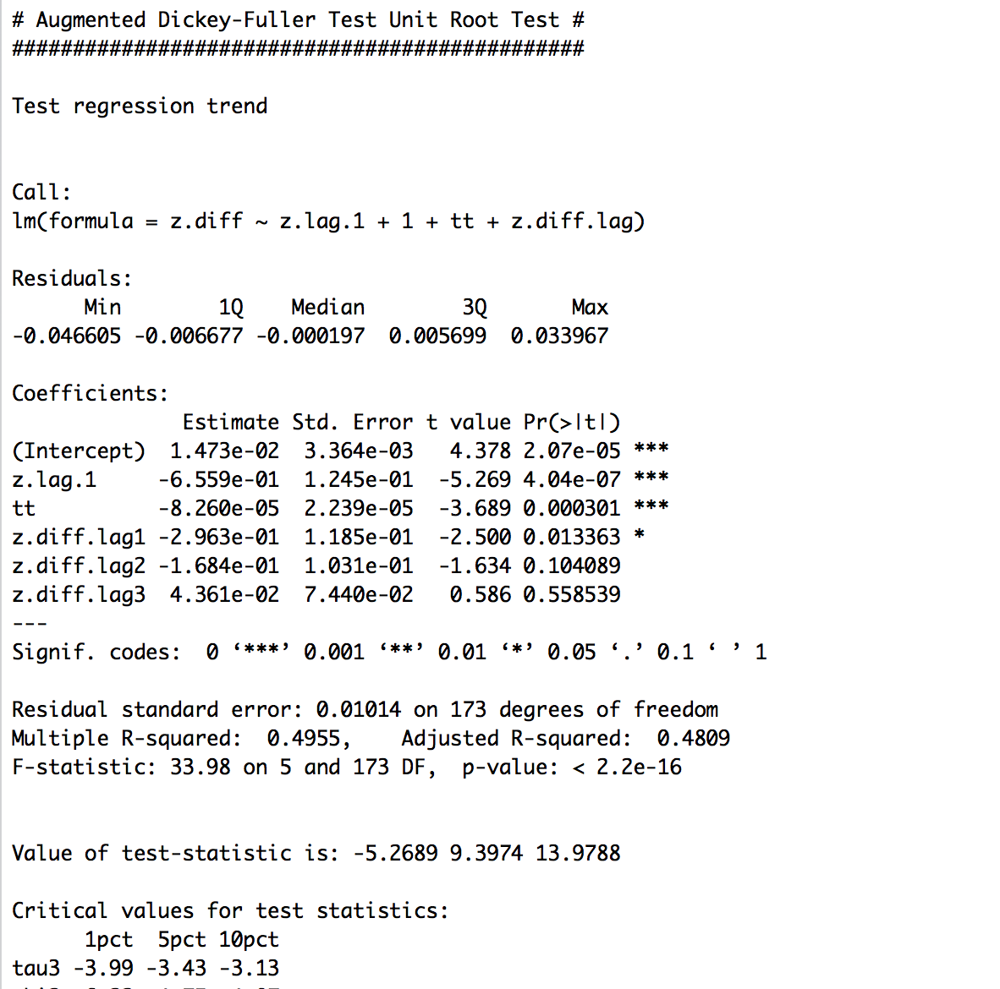 # Augmented Dickey-Fuller Test Unit Root Test #
###############################################
Test regression trend
Call:
lm(formula = z.diff ~ z.lag.1 + 1 + tt + z.diff.lag)
Residuals:
Min 1Q Median 3Q Max
-0.046605 -0.006677 -0.000197 0.005699 0.033967
Coefficients:
Estimate Std. Error t value Pr(>|t|)
(Intercept) 1.473e-02 3.364e-03 4.378 2.07e-05 ***
z.lag.1 -6.559e-01 1.245e-01 -5.269 4.04e-07 ***
tt -8.260e-05 2.239e-05 -3.689 0.000301 ***
z.diff.lag1 -2.963e-01 1.185e-01 -2.500 0.013363 *
z.diff.lag2 -1.684e-01 1.031e-01 -1.634 0.104089
z.diff.lag3 4.361e-02 7.440e-02 0.586 0.558539
---
Signif. codes: 0 ‘***’ 0.001 ‘**’ 0.01 ‘*’ 0.05 ‘.’ 0.1 ‘ ’ 1
Residual standard error: 0.01014 on 173 degrees of freedom
Multiple R-squared: 0.4955, Adjusted R-squared: 0.4809
F-statistic: 33.98 on 5 and 173 DF, p-value: < 2.2e-16
Value of test-statistic is: -5.2689 9.3974 13.9788
Critical values for test statistics:
1pct 5pct 10pct
tau3 -3.99 -3.43 -3.13